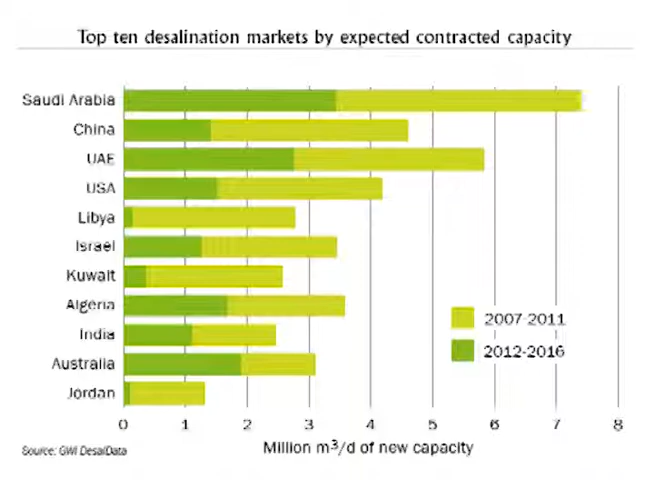 Top ten desalination markets by expected contracted capacity
Saudi Arabia
China
UAE
USA
Libya
Israel
Kuwait
Algeria
India
Australia
Jordan
2007-2011
2012-2016
0 1 2 3 4 5 6 7 8
Million m³/d of new capacity
Source: GWI DesalData